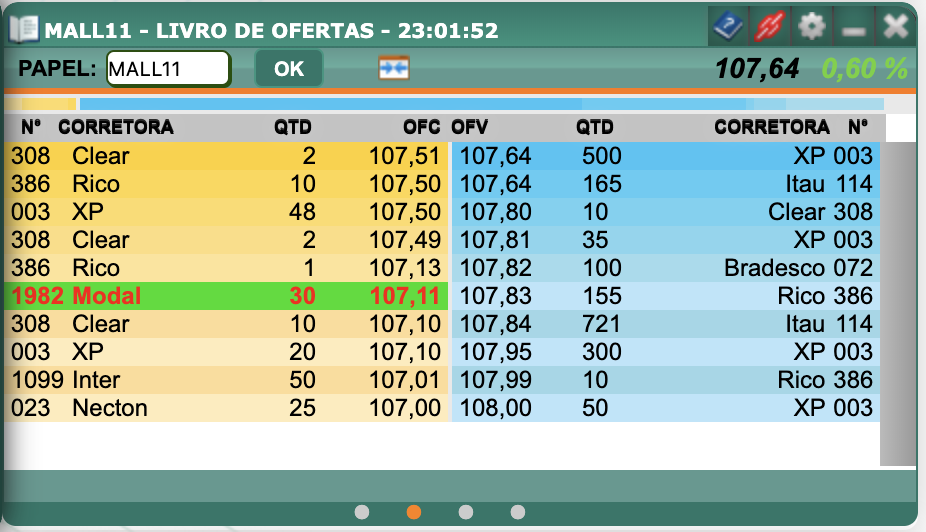 MALL11 - LIVRO DE OFERTAS - 23:01:52
PAPEL: MALL11 OK 107,64 0,60 %
Nº CORRETORA QTD OFC OFV QTD CORRETORA Nº
308 Clear 2 107,51 107,64 500 XP 003
386 Rico 10 107,50 107,64 165 Itau 114
003 XP 48 107,50 107,80 10 Clear 308
308 Clear 2 107,49 107,81 35 XP 003
386 Rico 1 107,13 107,82 100 Bradesco 072
1982 Modal 30 107,11 107,83 155 Rico 386
308 Clear 10 107,10 107,84 721 Itau 114
003 XP 20 107,10 107,95 300 XP 003
1099 Inter 50 107,01 107,99 10 Rico 386
023 Necton 25 107,00 108,00 50 XP 003